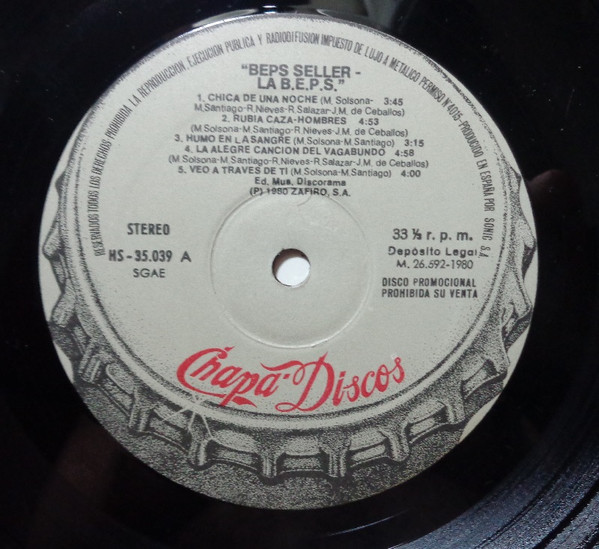 RESERVADOS TODOS LOS DERECHOS PROHIBIDA LA REPRODUCCION, EJECUCION PUBLICA Y RADIODIFUSION IMPUESTO DE LUJO A METALICO PERMISO N 4015-PRODUCIDO EN ESPAÑA POR SONIC S.A.
"BEPS SELLER -
LA B.E.P.S."
1. CHICA DE UNA NOCHE (M. Solsona- 3:45
M,Santiago-R,Nieves-R,Salazar-J,M. de Ceballos)
2. RUBIA CAZA-HOMBRES 4:53
(M.Solsona-M.Santiago-R.Nieves-R.Salazar-J.M. de Ceballos)
3. HUMO EN LA SANGRE (M.Solsona-M.Santiago) 3:15
4. LA ALEGRE CANCION DEL VAGABUNDO 4:58
(M. Solsona-M. Santiago-R. Nieves-R. Salazar-J.M. de Ceballos)
5. VEO A TRAVES DE TI (M.Solsona-M.Santiago) 4:00
Ed. Mus. Discorama
(P) 1980 ZAFIRO, S.A.
STEREO
HS-35.039 A
SGAE
33 ⅓ r. p. m.
Depósito Legal
M. 26.592-1980
DISCO PROMOCIONAL
PROHIBIDA SU VENTA
Chapa-Discos